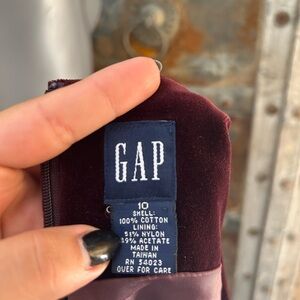 GAP
10
SHELL:
100% COTTON
LINING:
51% NYLON
49% ACETATE
MADE IN
TAIWAN
RN 54023
OVER FOR CARE